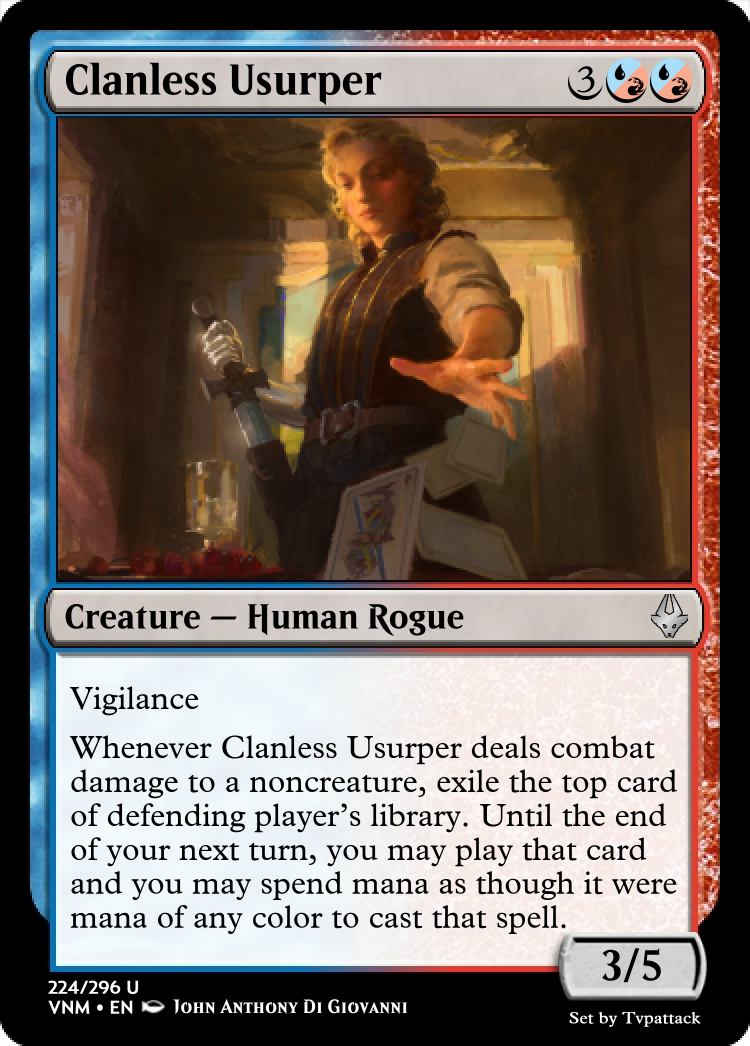 Clanless Usurper 3
Creature — Human Rogue
Vigilance
Whenever Clanless Usurper deals combat
damage to a noncreature, exile the top card
of defending player’s library. Until the end
of your next turn, you may play that card
and you may spend mana as though it were
mana of any color to cast that spell.
3/5
224/296 U
VNM • EN John Anthony Di Giovanni
Set by Tvpattack